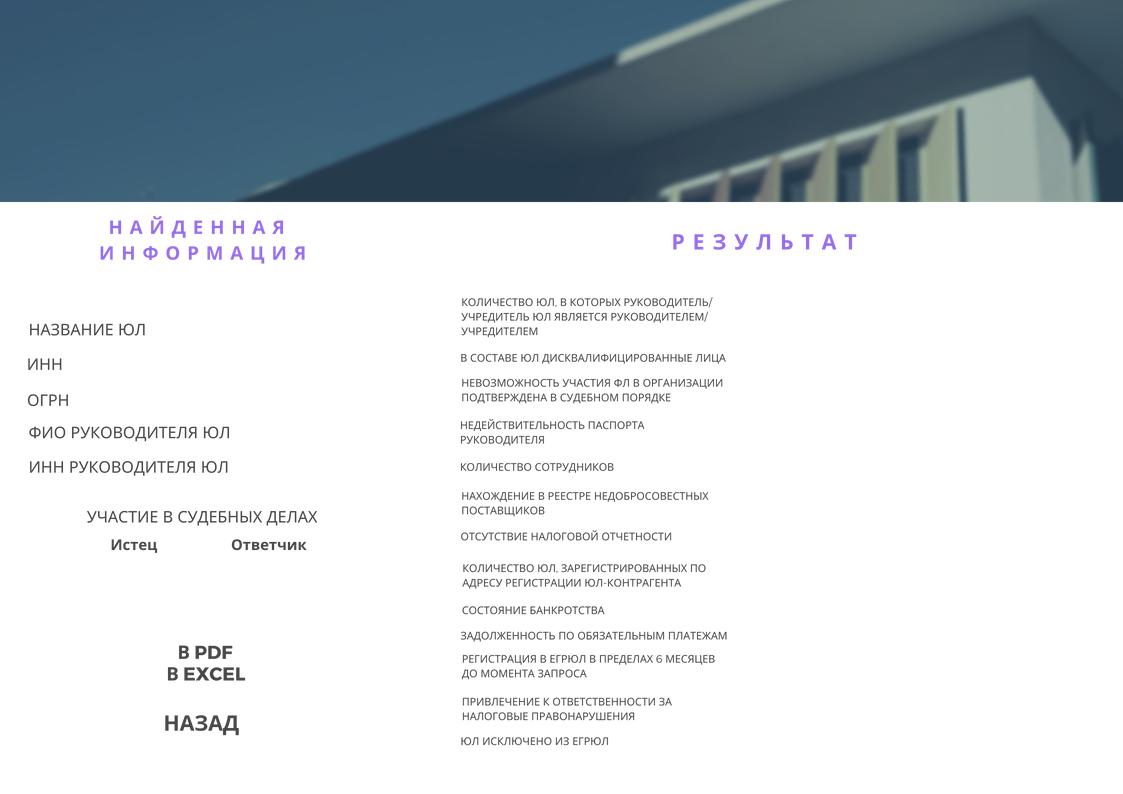 НАЙДЕННАЯ
ИНФОРМАЦИЯ
НАЗВАНИЕ ЮЛ
ИНН
ОГРН
ФИО РУКОВОДИТЕЛЯ ЮЛ
ИНН РУКОВОДИТЕЛЯ ЮЛ
УЧАСТИЕ В СУДЕБНЫХ ДЕЛАХ
Истец Ответчик
В PDF
В EXCEL
НАЗАД
РЕЗУЛЬТАТ
КОЛИЧЕСТВО ЮЛ, В КОТОРЫХ РУКОВОДИТЕЛЬ/
УЧРЕДИТЕЛЬ ЮЛ ЯВЛЯЕТСЯ РУКОВОДИТЕЛЕМ/
УЧРЕДИТЕЛЕМ
В СОСТАВЕ ЮЛ ДИСКВАЛИФИЦИРОВАННЫЕ ЛИЦА
НЕВОЗМОЖНОСТЬ УЧАСТИЯ ФЛ В ОРГАНИЗАЦИИ
ПОДТВЕРЖДЕНА В СУДЕБНОМ ПОРЯДКЕ
НЕДЕЙСТВИТЕЛЬНОСТЬ ПАСПОРТА
РУКОВОДИТЕЛЯ
КОЛИЧЕСТВО СОТРУДНИКОВ
НАХОЖДЕНИЕ В РЕЕСТРЕ НЕДОБРОСОВЕСТНЫХ
ПОСТАВЩИКОВ
ОТСУТСТВИЕ НАЛОГОВОЙ ОТЧЕТНОСТИ
КОЛИЧЕСТВО ЮЛ, ЗАРЕГИСТРИРОВАННЫХ ПО
АДРЕСУ РЕГИСТРАЦИИ ЮЛ-КОНТРАГЕНТА
СОСТОЯНИЕ БАНКРОТСТВА
ЗАДОЛЖЕННОСТЬ ПО ОБЯЗАТЕЛЬНЫМ ПЛАТЕЖАМ
РЕГИСТРАЦИЯ В ЕГРЮЛ В ПРЕДЕЛАХ 6 МЕСЯЦЕВ
ДО МОМЕНТА ЗАПРОСА
ПРИВЛЕЧЕНИЕ К ОТВЕТСТВЕННОСТИ ЗА
НАЛОГОВЫЕ ПРАВОНАРУШЕНИЯ
ЮЛ ИСКЛЮЧЕНО ИЗ ЕГРЮЛ